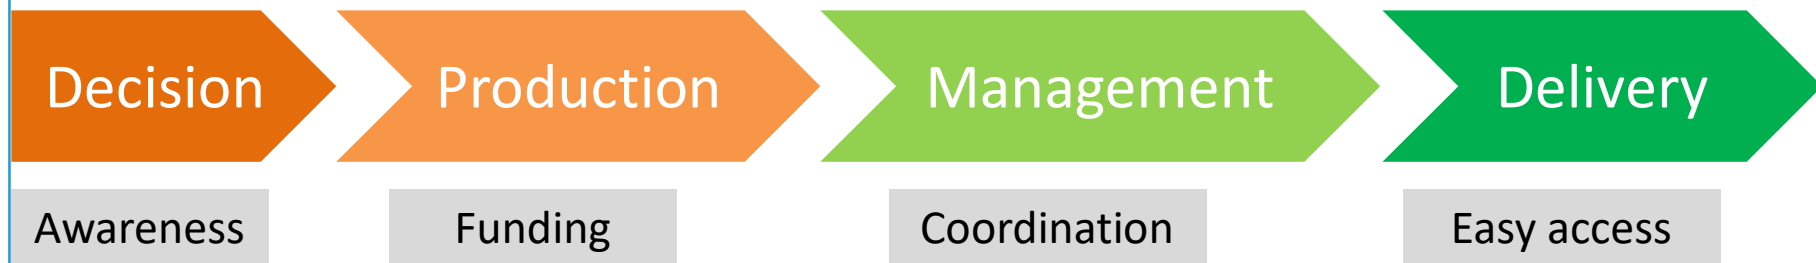 Decision Production Management Delivery
Awareness Funding Coordination Easy access